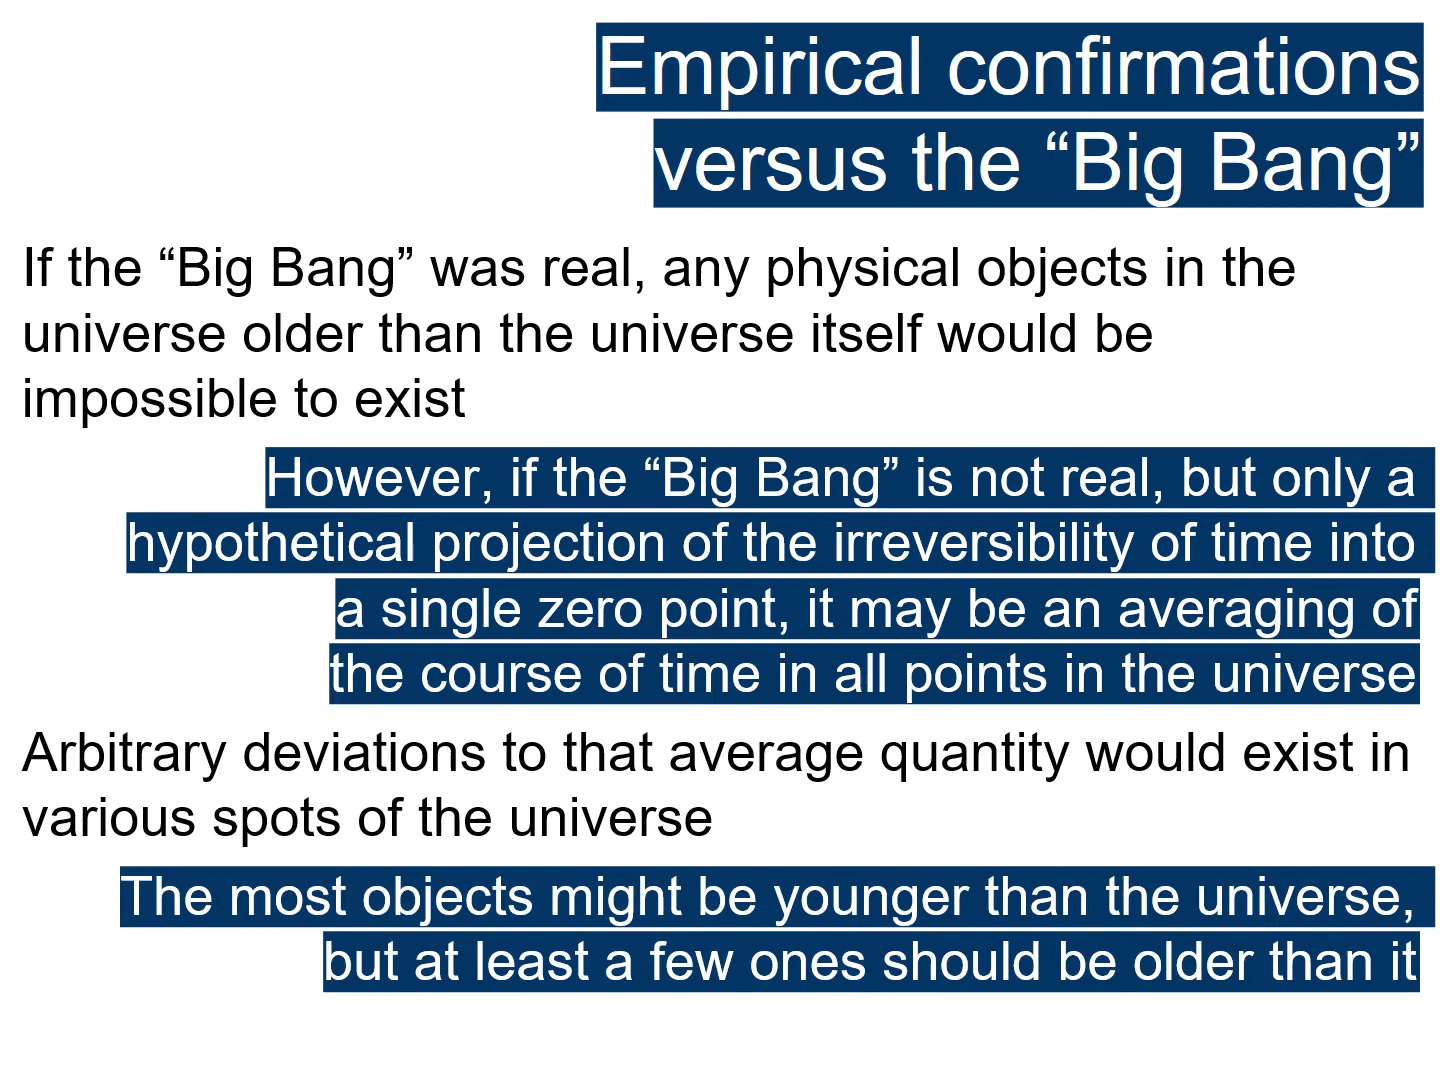 Empirical confirmations
versus the “Big Bang”
If the “Big Bang” was real, any physical objects in the
universe older than the universe itself would be
impossible to exist
However, if the “Big Bang” is not real, but only a
hypothetical projection of the irreversibility of time into
a single zero point, it may be an averaging of
the course of time in all points in the universe
Arbitrary deviations to that average quantity would exist in
various spots of the universe
The most objects might be younger than the universe,
but at least a few ones should be older than it